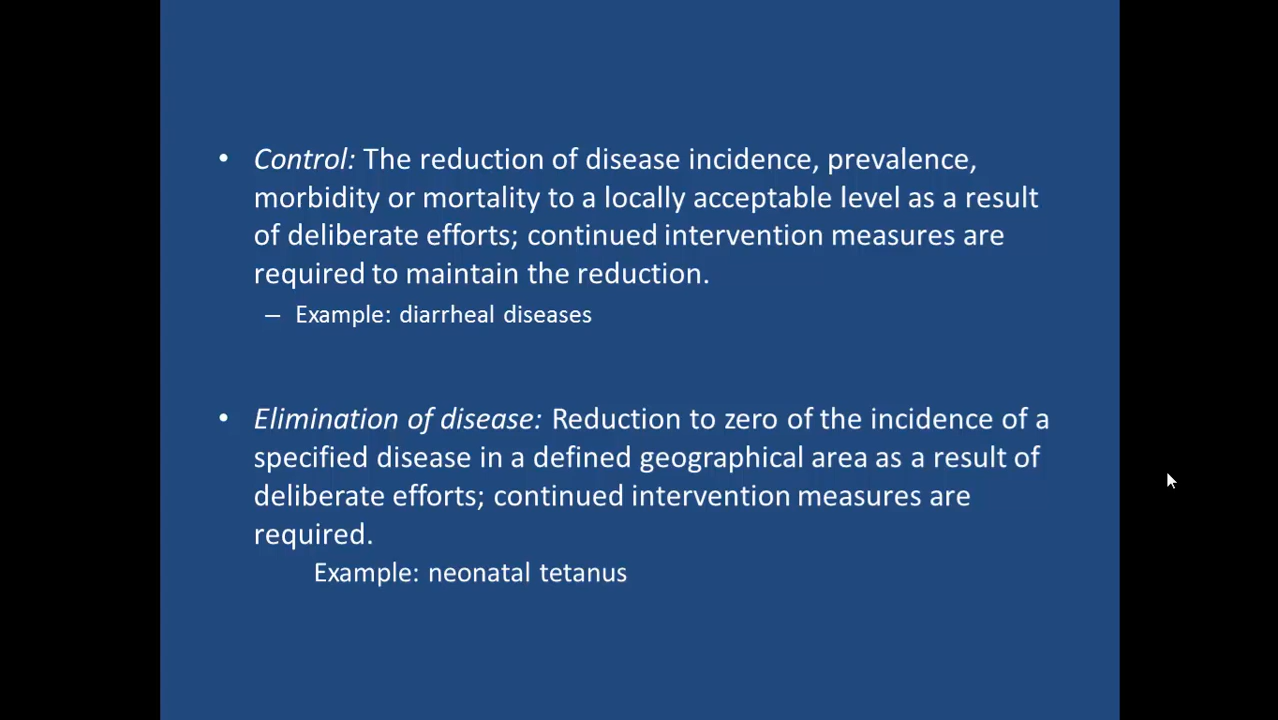 • Control: The reduction of disease incidence, prevalence,
morbidity or mortality to a locally acceptable level as a result
of deliberate efforts; continued intervention measures are
required to maintain the reduction.
– Example: diarrheal diseases
• Elimination of disease: Reduction to zero of the incidence of a
specified disease in a defined geographical area as a result of
deliberate efforts; continued intervention measures are
required.
Example: neonatal tetanus